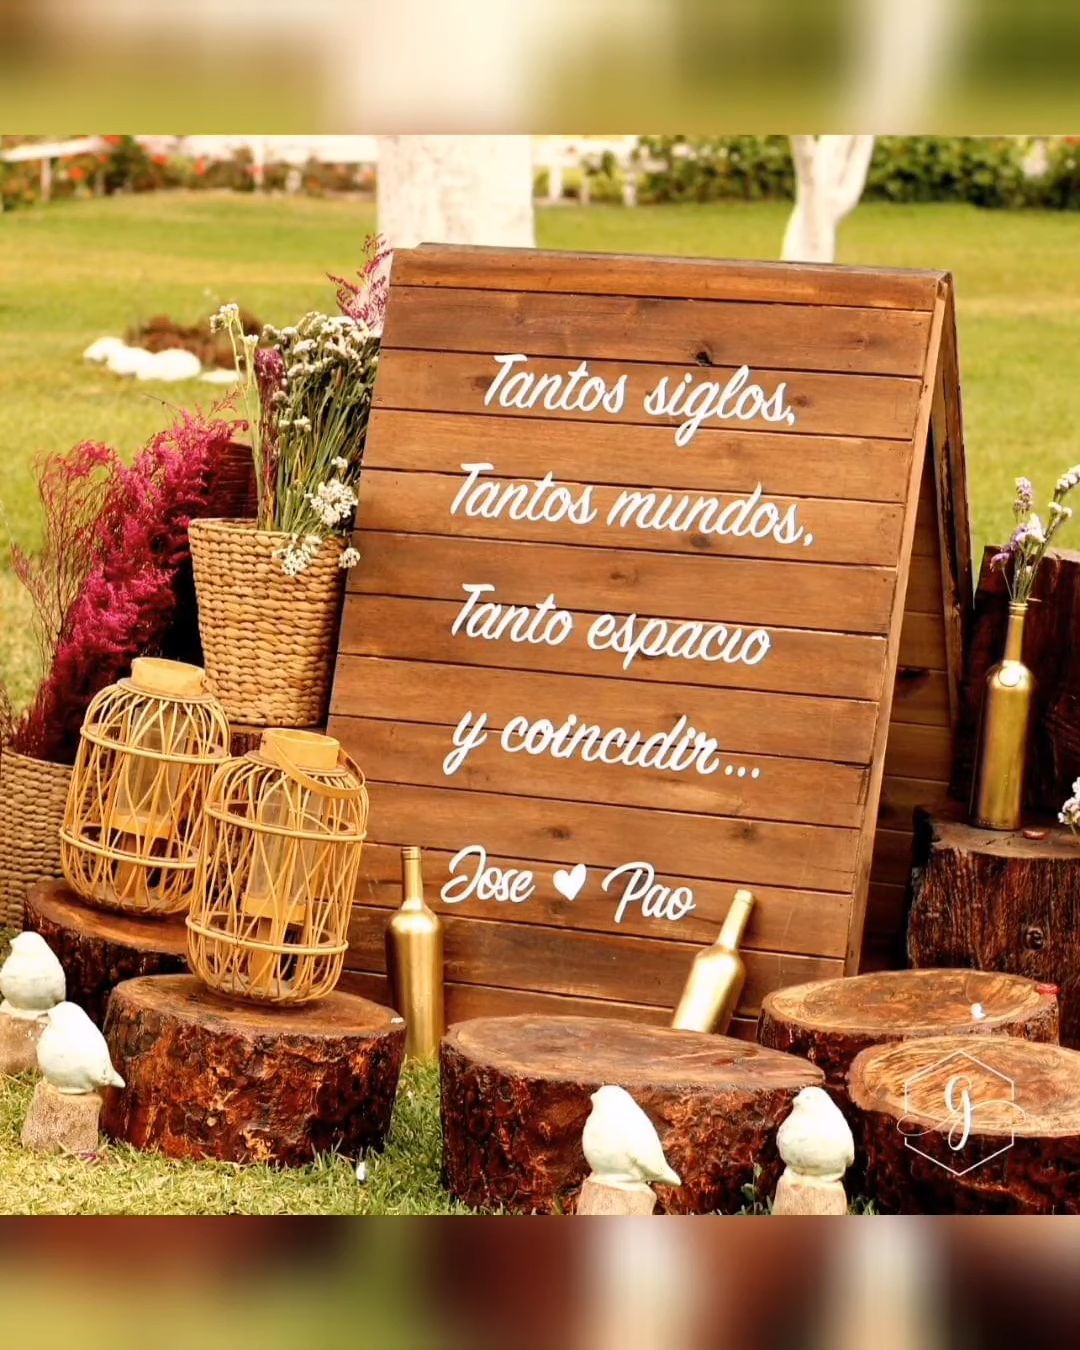 Tantos siglos,
Tantos mundos,
Tanto espacio
y coincidir...
Jose ♥ Pao
g